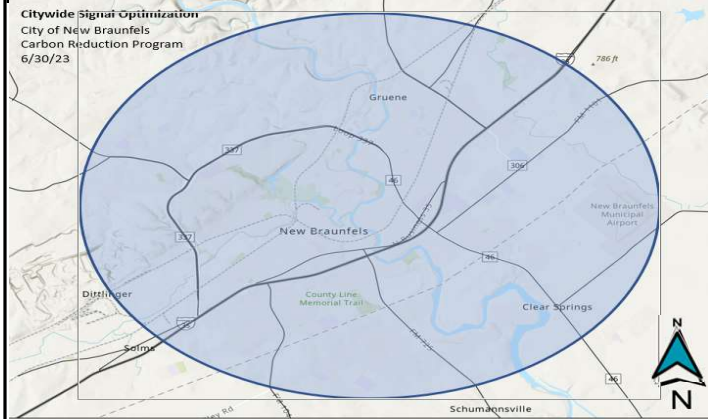 Citywide Signal Optimization
City of New Braunfels
Carbon Reduction Program
6/30/23
786 ft
Gruene
337
46
306
New Braunfels
Municipal
Airport
New Braunfels
337
46
Dittlinger
County Line
Memorial Trail
Clear Springs
35
Solms
46
N
N
Schumannsville